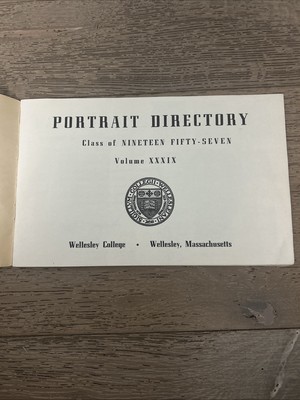 PORTRAIT DIRECTORY
Class of NINETEEN FIFTY-SEVEN
Volume XXXIX
Wellesley College • Wellesley, Massachusetts